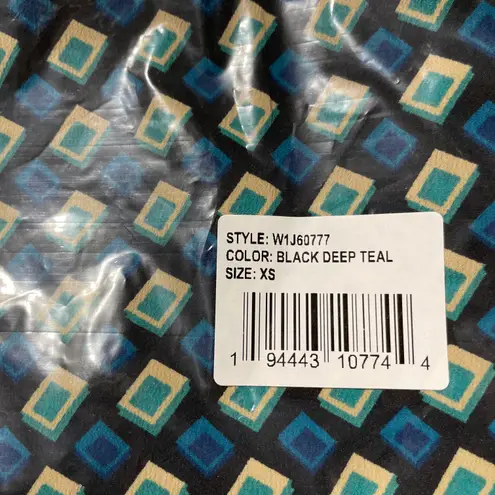 STYLE: W1J60777
COLOR: BLACK DEEP TEAL
SIZE: XS
1 94443 10774 4